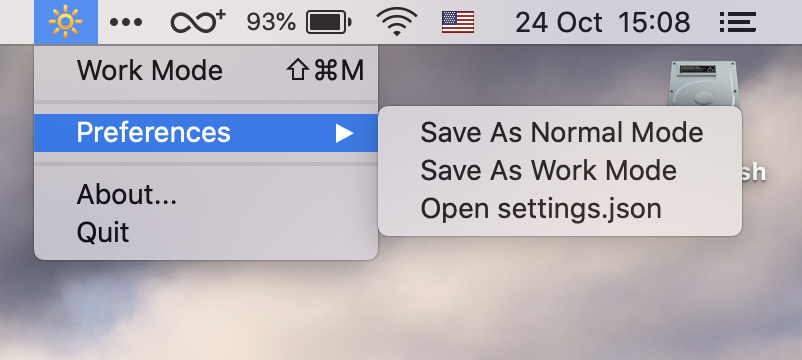 93% 24 Oct 15:08
Work Mode ⇧⌘M
Preferences ▶
Save As Normal Mode
Save As Work Mode
Open settings.json
About...
Quit
sh